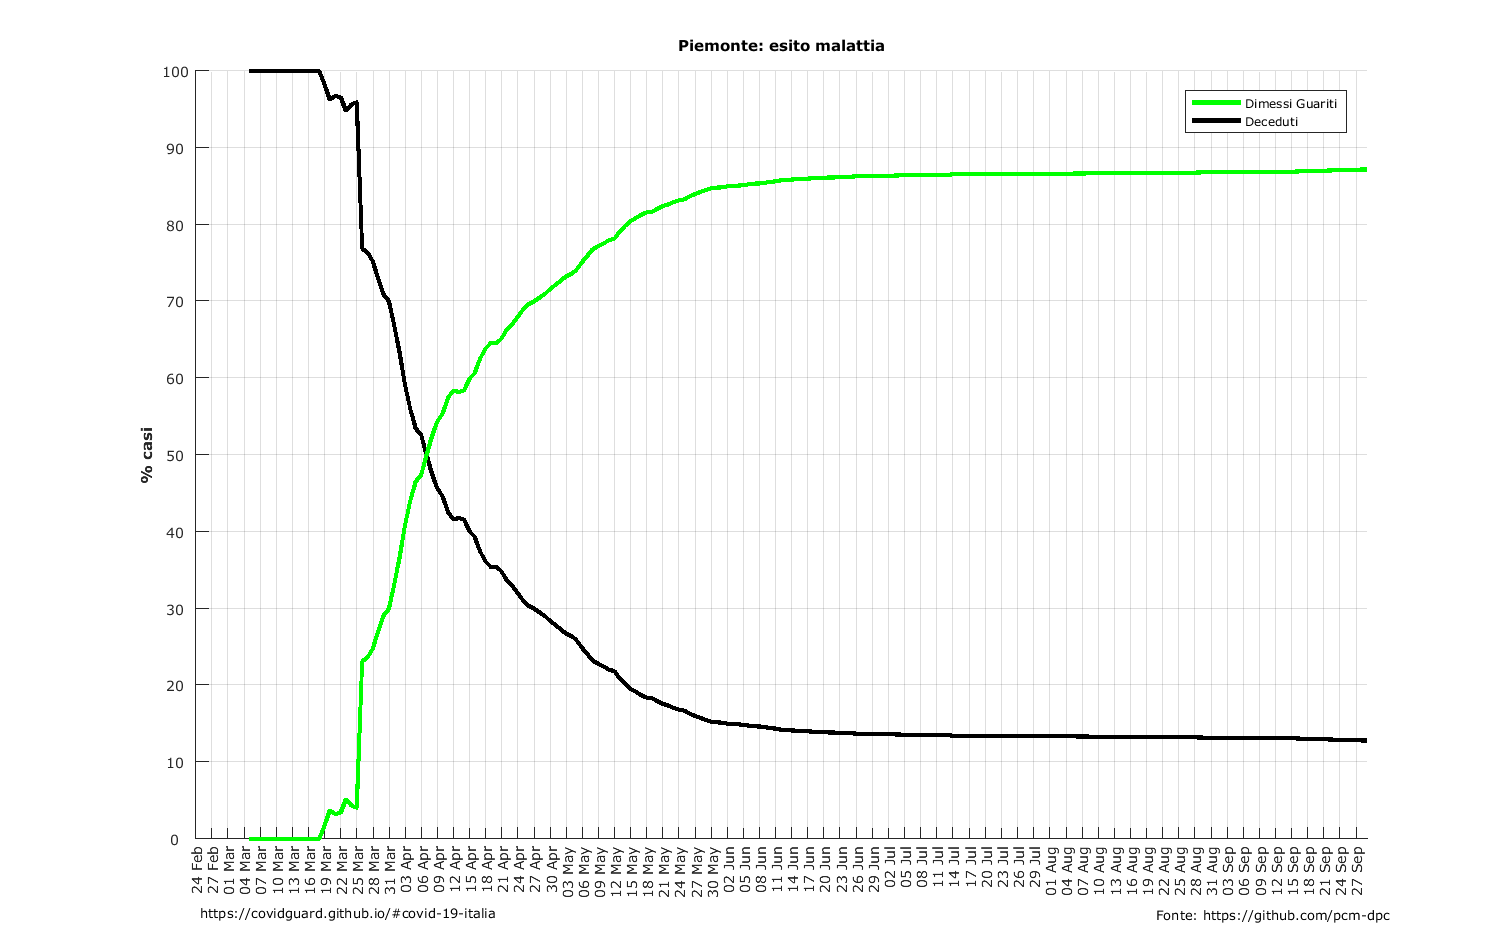 Piemonte: esito malattia
% casi
100
90
80
70
60
50
40
30
20
10
0
Dimessi Guariti
Deceduti
24 Feb
27 Feb
01 Mar
04 Mar
07 Mar
10 Mar
13 Mar
16 Mar
19 Mar
22 Mar
25 Mar
28 Mar
31 Mar
03 Apr
06 Apr
09 Apr
12 Apr
15 Apr
18 Apr
21 Apr
24 Apr
27 Apr
30 Apr
03 May
06 May
09 May
12 May
15 May
18 May
21 May
24 May
27 May
30 May
02 Jun
05 Jun
08 Jun
11 Jun
14 Jun
17 Jun
20 Jun
23 Jun
26 Jun
29 Jun
02 Jul
05 Jul
08 Jul
11 Jul
14 Jul
17 Jul
20 Jul
23 Jul
26 Jul
29 Jul
01 Aug
04 Aug
07 Aug
10 Aug
13 Aug
16 Aug
19 Aug
22 Aug
25 Aug
28 Aug
31 Aug
03 Sep
06 Sep
09 Sep
12 Sep
15 Sep
18 Sep
21 Sep
24 Sep
27 Sep
https://covidguard.github.io/#covid-19-italia
Fonte: https://github.com/pcm-dpc